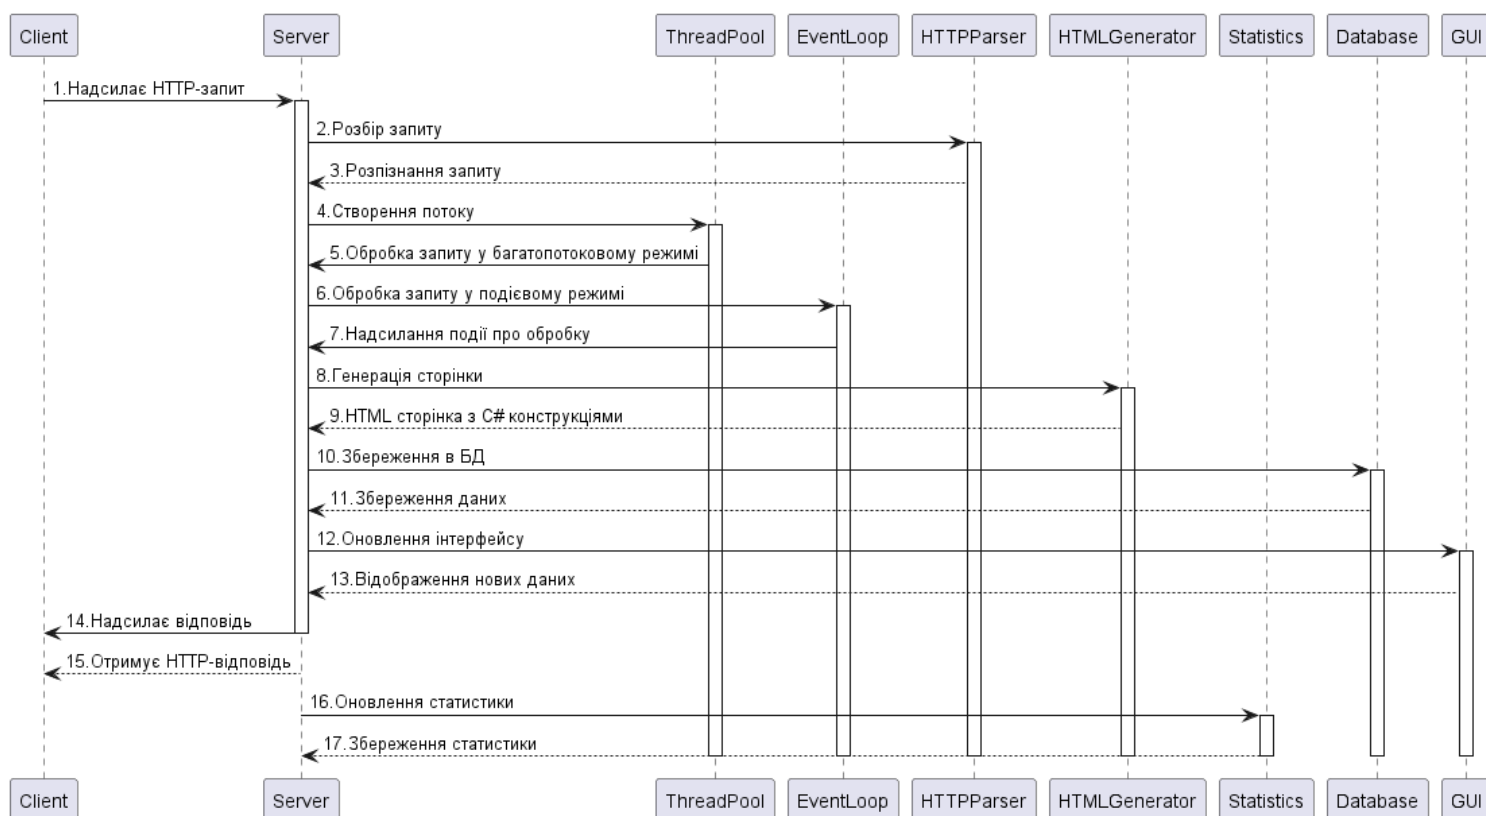 Client Server ThreadPool EventLoop HTTPParser HTMLGenerator Statistics Database GUI
1.Надсилає HTTP-запит
2.Розбір запиту
3.Розпізнання запиту
4.Створення потоку
5.Обробка запиту у багатопотоковому режимі
6.Обробка запиту у подієвому режимі
7.Надсилання події про обробку
8.Генерація сторінки
9.HTML сторінка з C# конструкціями
10.Збереження в БД
11.Збереження даних
12.Оновлення інтерфейсу
13.Відображення нових даних
14.Надсилає відповідь
15.Отримує HTTP-відповідь
16.Оновлення статистики
17.Збереження статистики
Client Server ThreadPool EventLoop HTTPParser HTMLGenerator Statistics Database GUI